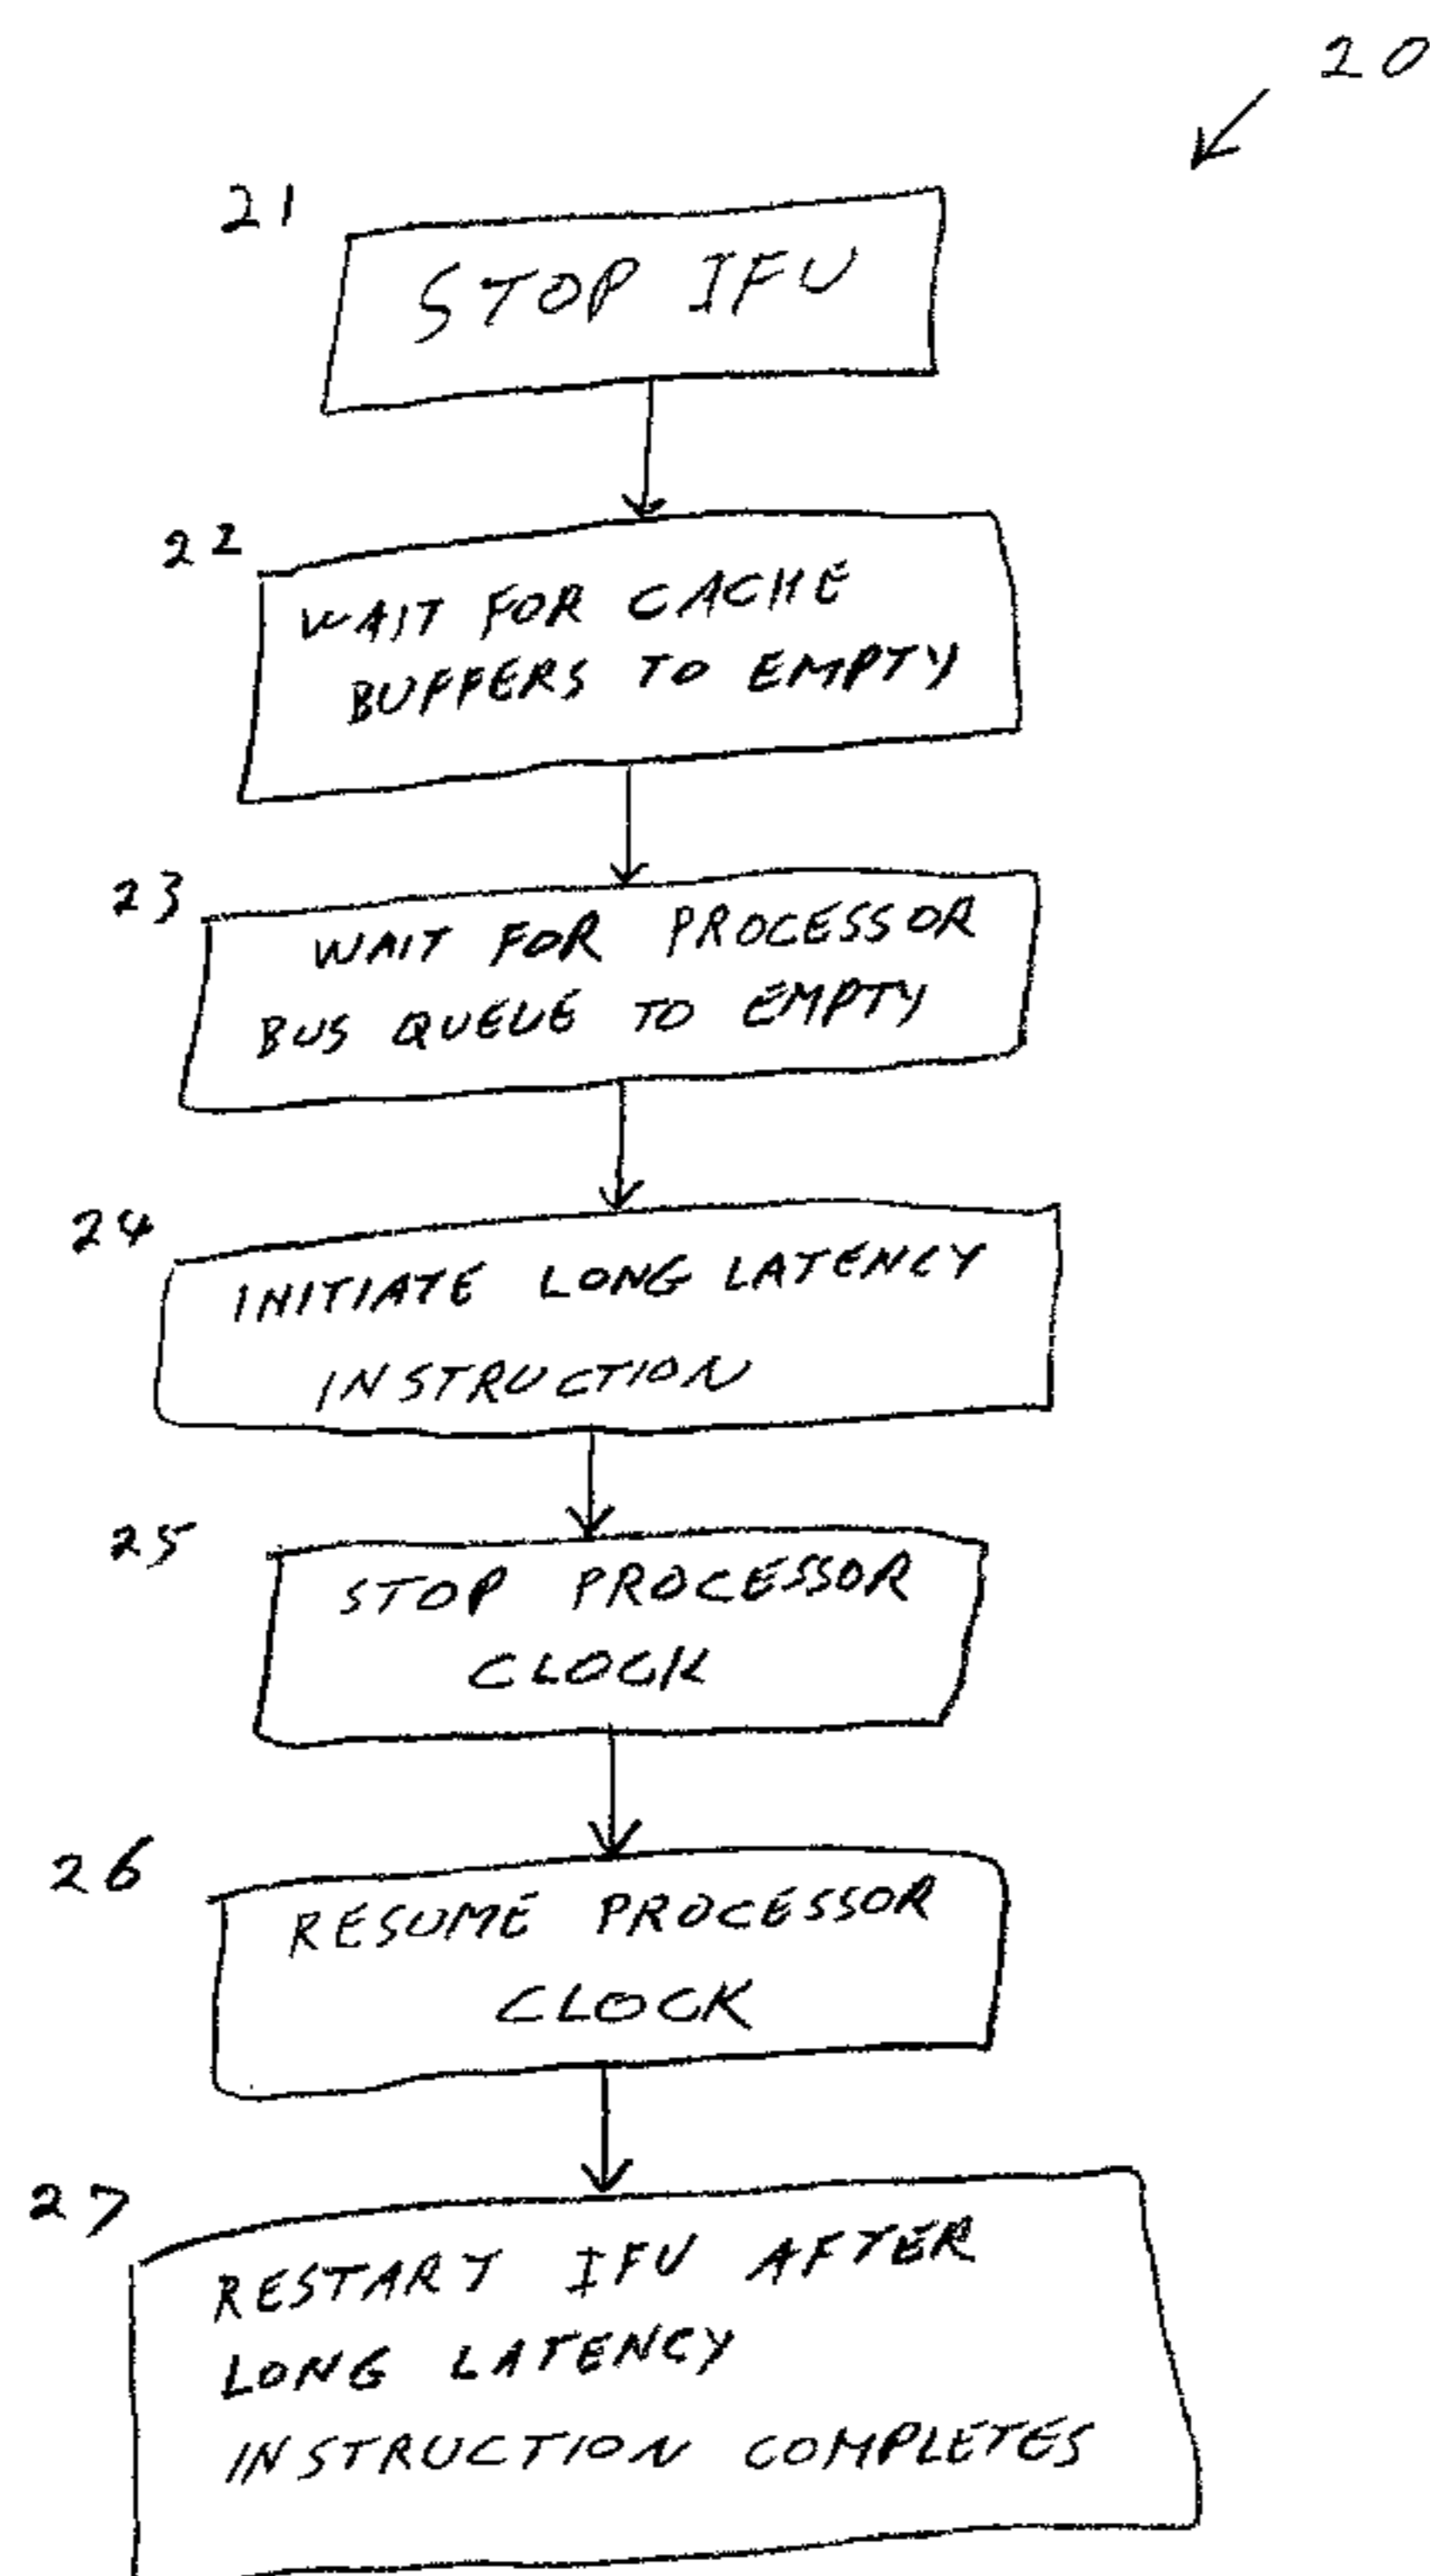 20
21
STOP IFU
22
WAIT FOR CACHE
BUFFERS TO EMPTY
23
WAIT FOR PROCESSOR
BUS QUEUE TO EMPTY
24
INITIATE LONG LATENCY
INSTRUCTION
25
STOP PROCESSOR
CLOCK
26
RESUME PROCESSOR
CLOCK
27
RESTART IFU AFTER
LONG LATENCY
INSTRUCTION COMPLETES